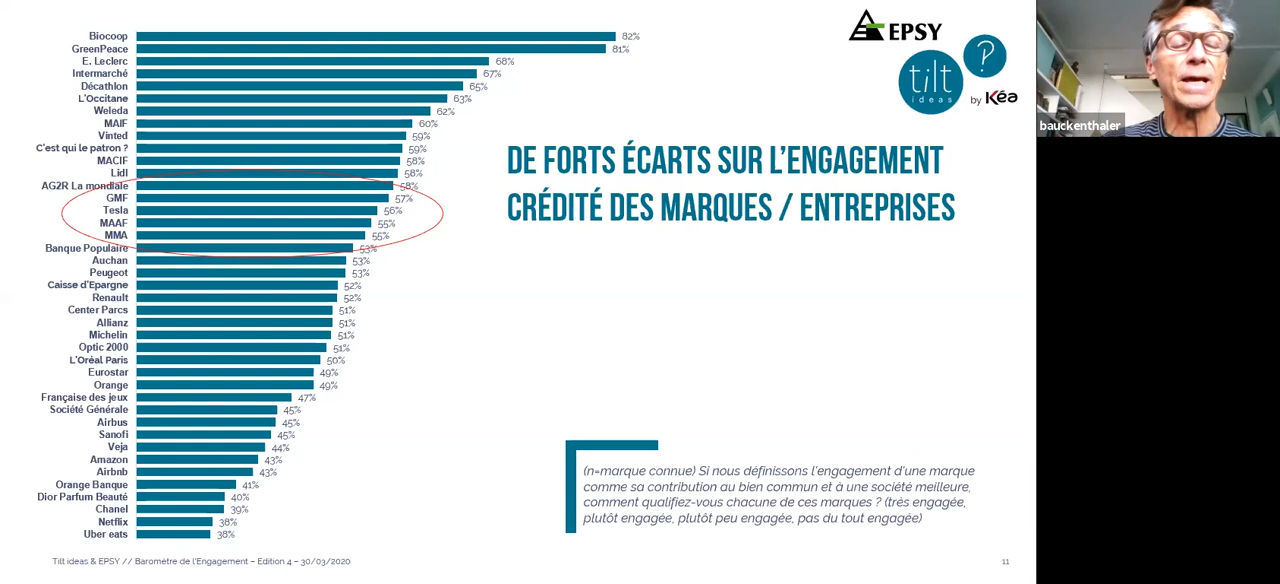 Biocoop 82%
GreenPeace 81%
E. Leclerc 68%
Intermarché 67%
Décathlon 65%
L'Occitane 63%
Weleda 62%
MAIF 60%
Vinted 59%
C'est qui le patron ? 59%
MACIF 58%
Lidl 58%
AG2R La mondiale 58%
GMF 57%
Tesla 56%
MAAF 55%
MMA 55%
Banque Populaire 53%
Auchan 53%
Peugeot 53%
Caisse d'Epargne 52%
Renault 52%
Center Parcs 51%
Allianz 51%
Michelin 51%
Optic 2000 51%
L'Oréal Paris 50%
Eurostar 49%
Orange 49%
Française des jeux 47%
Société Générale 45%
Airbus 45%
Sanofi 45%
Veja 44%
Amazon 43%
Airbnb 43%
Orange Banque 41%
Dior Parfum Beauté 40%
Chanel 39%
Netflix 38%
Uber eats 38%
EPSY
tilt
ideas
?
by Kéa
DE FORTS ÉCARTS SUR L'ENGAGEMENT
CRÉDITÉ DES MARQUES / ENTREPRISES
(n=marque connue) Si nous définissons l'engagement d'une marque
comme sa contribution au bien commun et à une société meilleure,
comment qualifiez-vous chacune de ces marques ? (très engagée,
plutôt engagée, plutôt peu engagée, pas du tout engagée)
Tilt ideas & EPSY // Baromètre de l'Engagement – Edition 4 – 30/03/2020
11
bauckenthaler